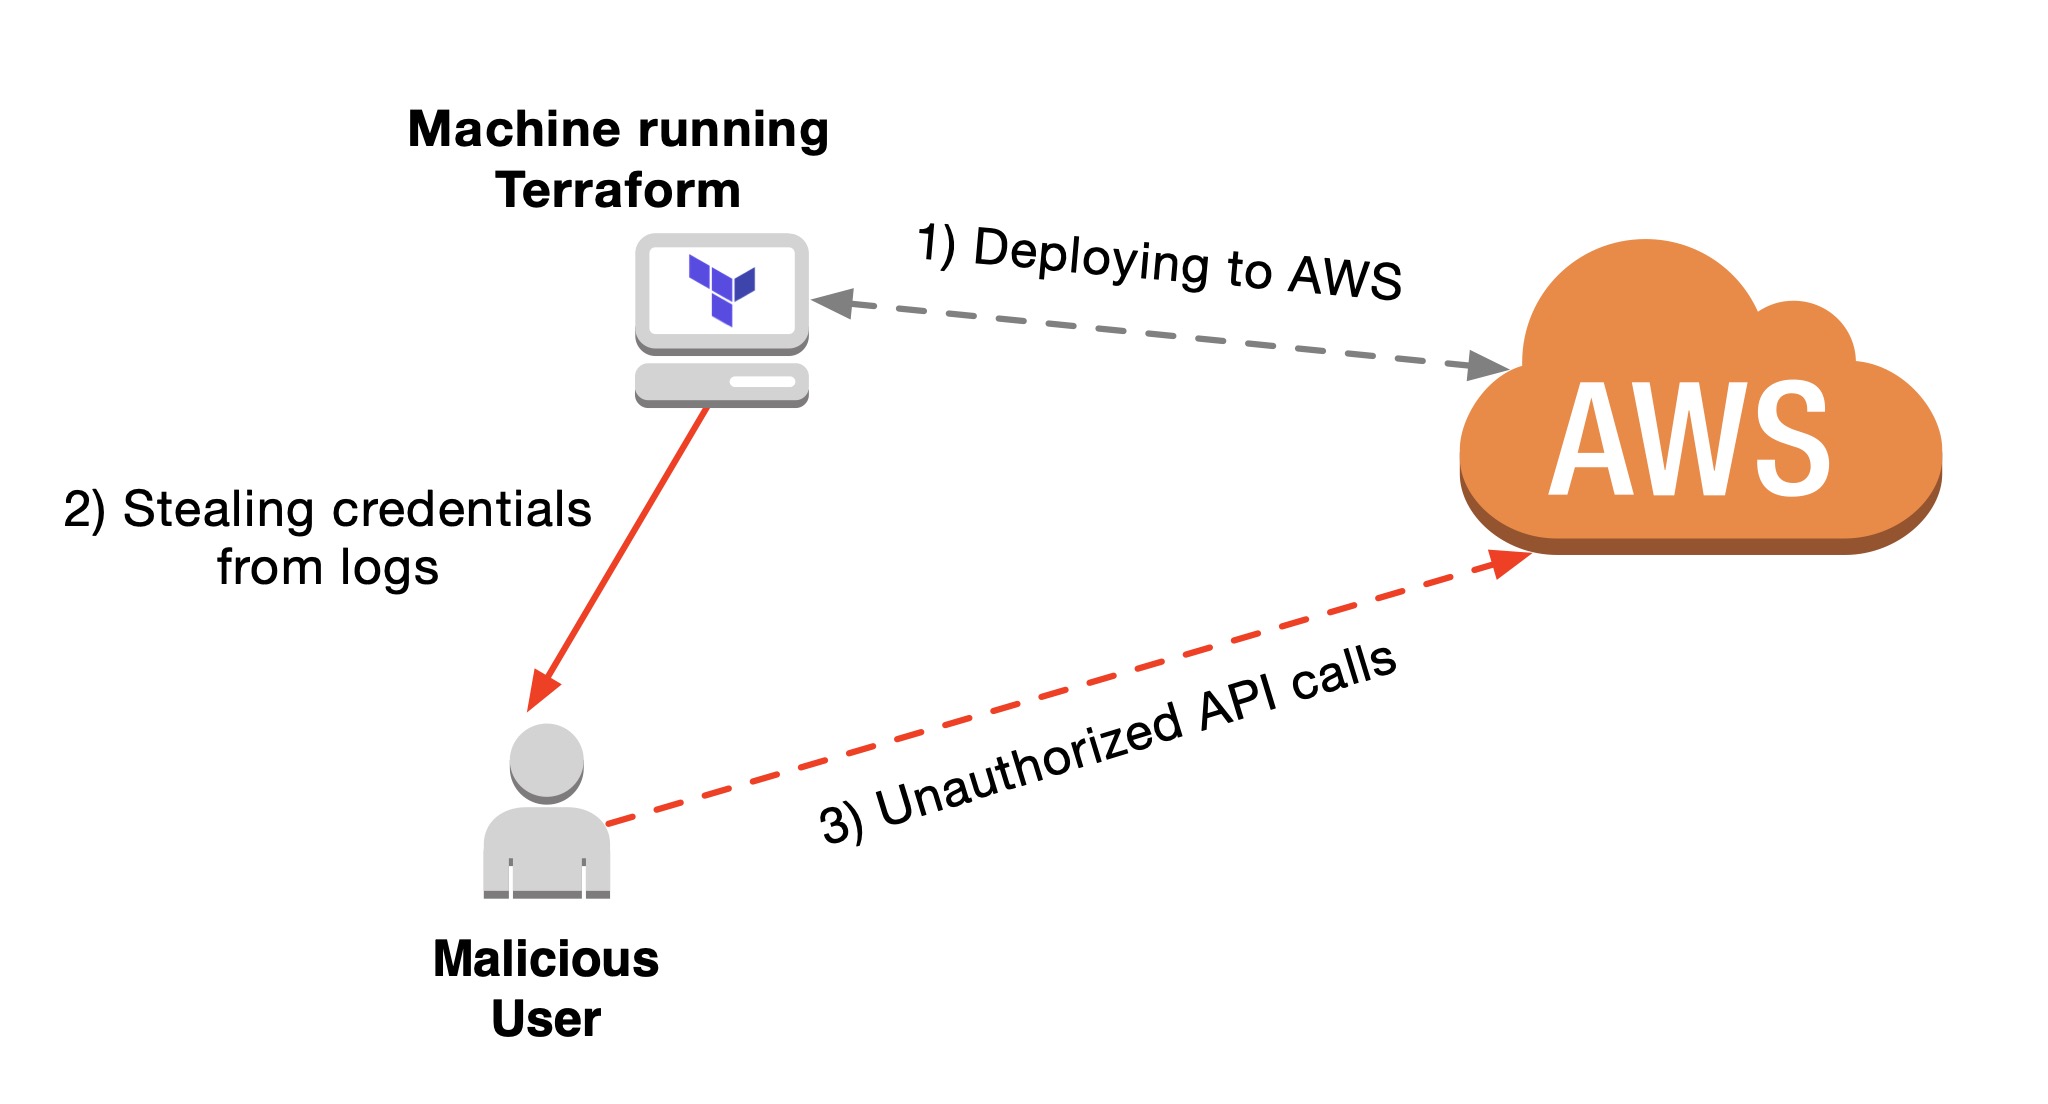 Machine running
Terraform
1) Deploying to AWS
AWS
2) Stealing credentials
from logs
3) Unauthorized API calls
Malicious
User